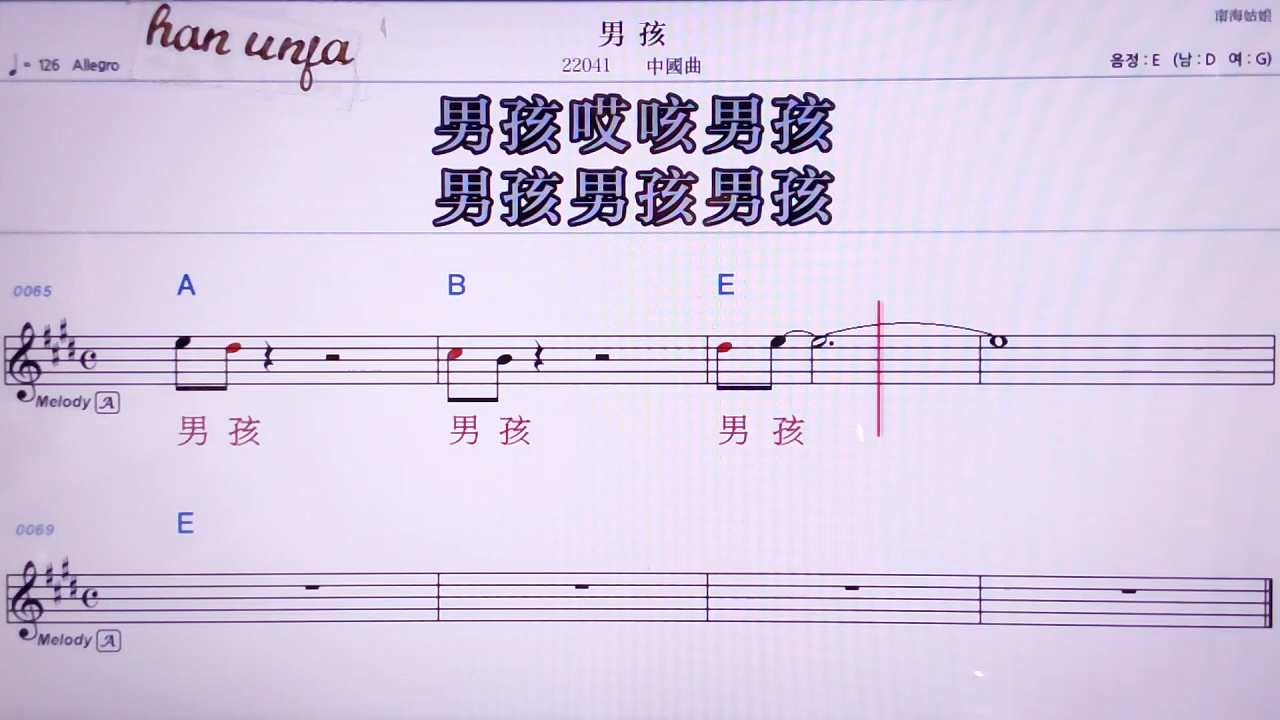 han unfa
男孩
南海姑娘
♩= 126 Allegro
22041 中國曲
음정 : E (남 : D 여 : G)
男孩哎咳男孩
男孩男孩男孩
0065 A B E
Melody A
男 孩 男 孩 男 孩
0069 E
Melody A